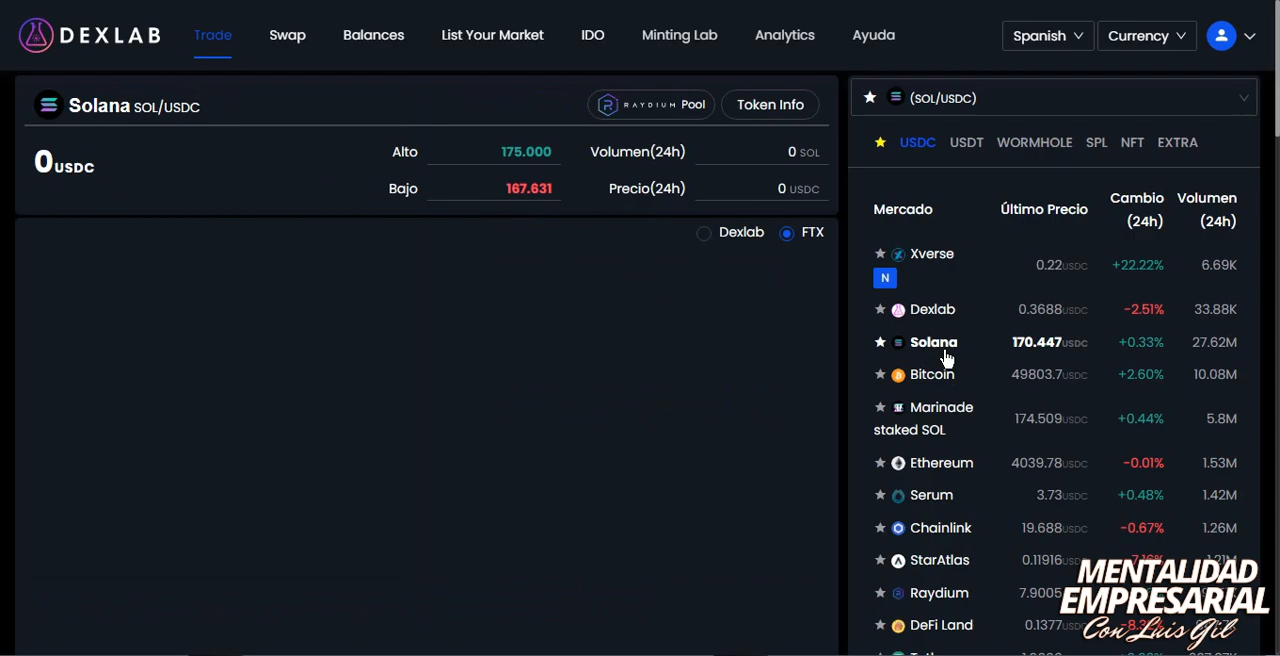 DEXLAB Trade Swap Balances List Your Market IDO Minting Lab Analytics Ayuda Spanish Currency
Solana SOL/USDC RAYDIUM Pool Token Info
0USDC
Alto 175.000 Volumen(24h) 0 SOL
Bajo 167.631 Precio(24h) 0 USDC
Dexlab FTX
(SOL/USDC)
USDC USDT WORMHOLE SPL NFT EXTRA
Mercado Último Precio Cambio (24h) Volumen (24h)
Xverse N 0.22USDC +22.22% 6.69K
Dexlab 0.3688USDC -2.51% 33.88K
Solana 170.447USDC +0.33% 27.62M
Bitcoin 49803.7USDC +2.60% 10.08M
Marinade staked SOL 174.509USDC +0.44% 5.8M
Ethereum 4039.78USDC -0.01% 1.53M
Serum 3.73USDC +0.48% 1.42M
Chainlink 19.688USDC -0.67% 1.26M
StarAtlas 0.11916USDC
Raydium 7.9005
DeFi Land 0.1377USDC
MENTALIDAD
EMPRESARIAL
Con Luis Gil